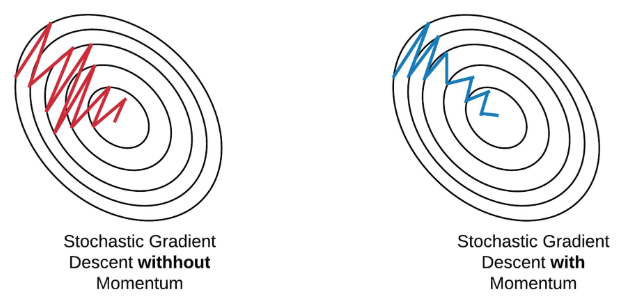 Stochastic Gradient
Descent withhout
Momentum
Stochastic Gradient
Descent with
Momentum